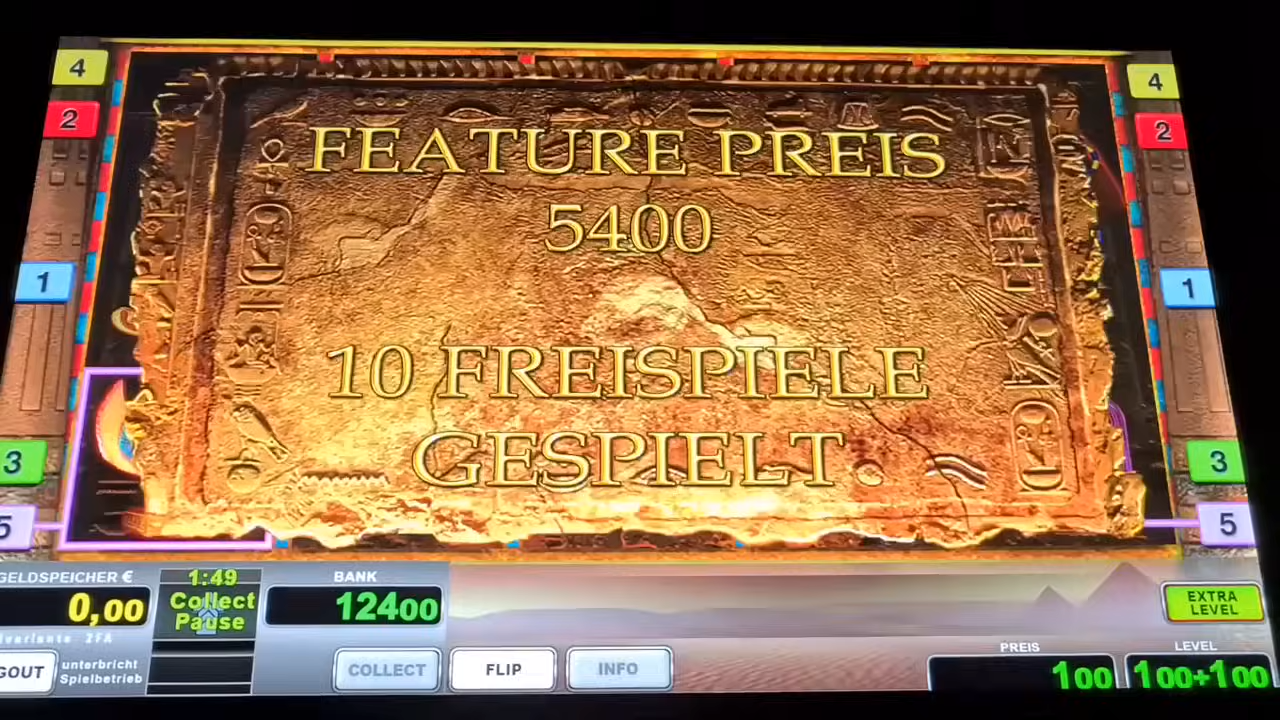 4
4
FEATURE PREIS
2
2
5400
1
1
10 FREISPIELE
GESPIELT
3
3
5
5
GELDSPEICHER €
1:49
BANK
0,00
Collect
Pause
12400
EXTRA
LEVEL
variante 2FA
GOUT
unterbricht
Spielbetrieb
COLLECT
FLIP
INFO
PREIS
LEVEL
100
100+100